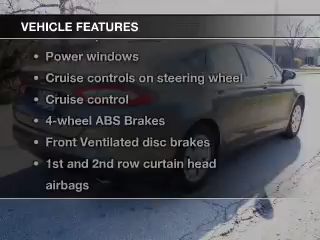 VEHICLE FEATURES
• Power windows
• Cruise controls on steering wheel
• Cruise control
• 4-wheel ABS Brakes
• Front Ventilated disc brakes
• 1st and 2nd row curtain head
airbags